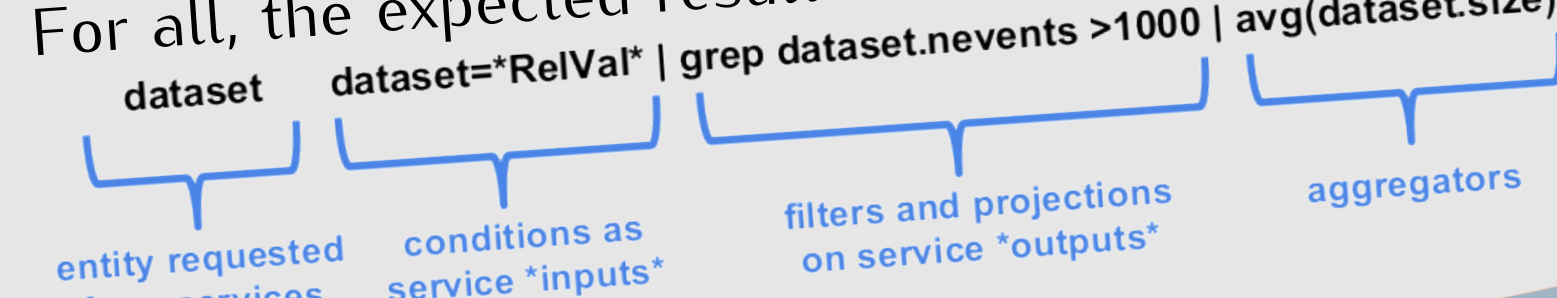 For all, the expected result
dataset dataset=*RelVal* | grep dataset.nevents >1000 | avg(dataset.size)
entity requested
conditions as
service *inputs*
filters and projections
on service *outputs*
aggregators